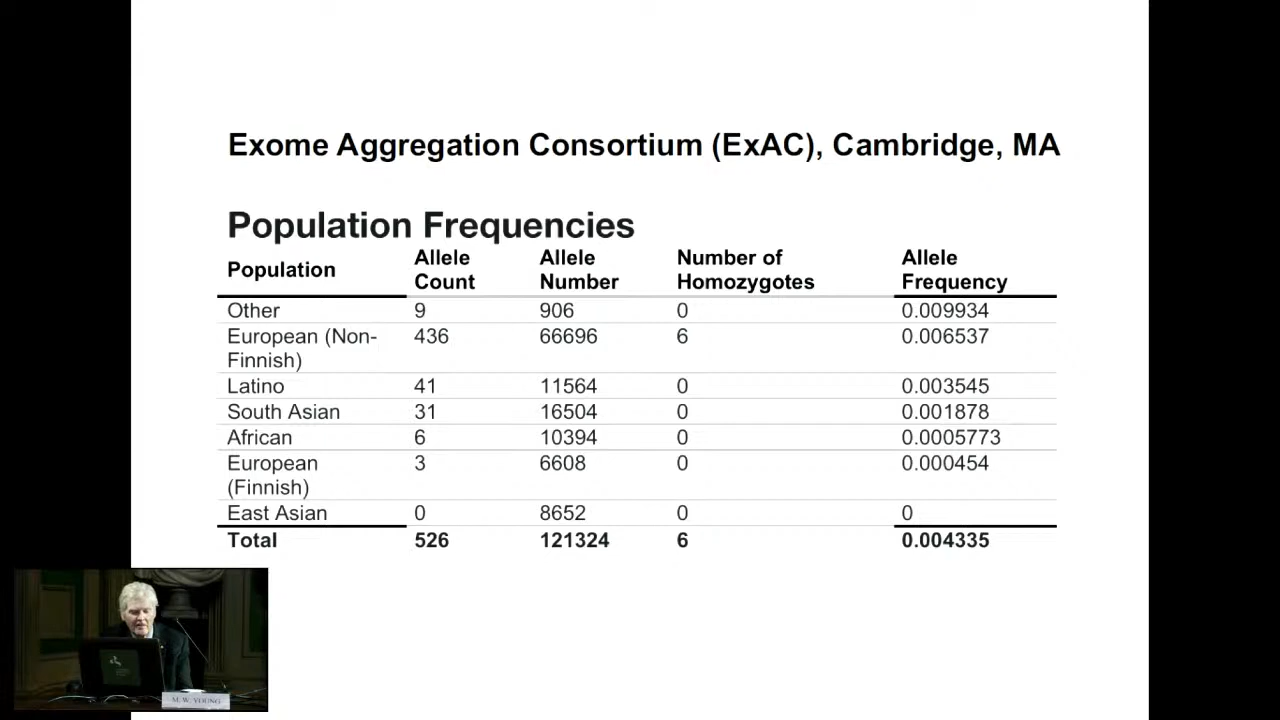 Exome Aggregation Consortium (ExAC), Cambridge, MA
Population Frequencies
Population Allele Count Allele Number Number of Homozygotes Allele Frequency
Other 9 906 0 0.009934
European (Non-Finnish) 436 66696 6 0.006537
Latino 41 11564 0 0.003545
South Asian 31 16504 0 0.001878
African 6 10394 0 0.0005773
European (Finnish) 3 6608 0 0.000454
East Asian 0 8652 0 0
Total 526 121324 6 0.004335
M. W. YOUNG